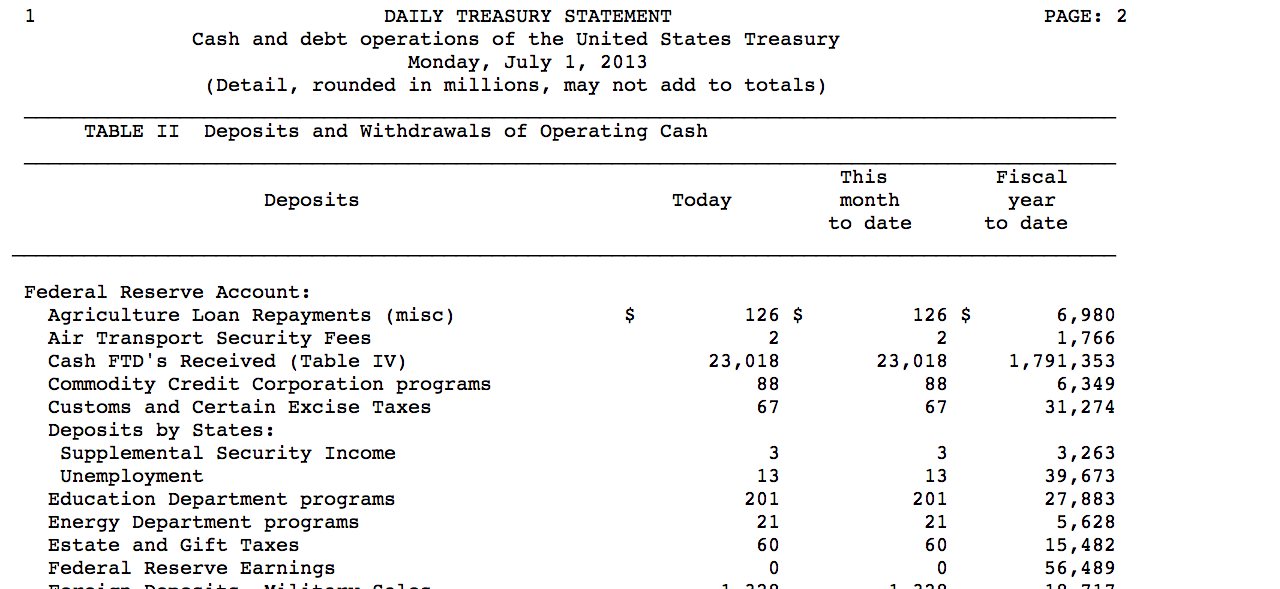 1 DAILY TREASURY STATEMENT PAGE: 2
Cash and debt operations of the United States Treasury
Monday, July 1, 2013
(Detail, rounded in millions, may not add to totals)
TABLE II Deposits and Withdrawals of Operating Cash
This Fiscal
Deposits Today month year
to date to date
Federal Reserve Account:
Agriculture Loan Repayments (misc) $ 126 $ 126 $ 6,980
Air Transport Security Fees 2 2 1,766
Cash FTD's Received (Table IV) 23,018 23,018 1,791,353
Commodity Credit Corporation programs 88 88 6,349
Customs and Certain Excise Taxes 67 67 31,274
Deposits by States:
Supplemental Security Income 3 3 3,263
Unemployment 13 13 39,673
Education Department programs 201 201 27,883
Energy Department programs 21 21 5,628
Estate and Gift Taxes 60 60 15,482
Federal Reserve Earnings 0 0 56,489